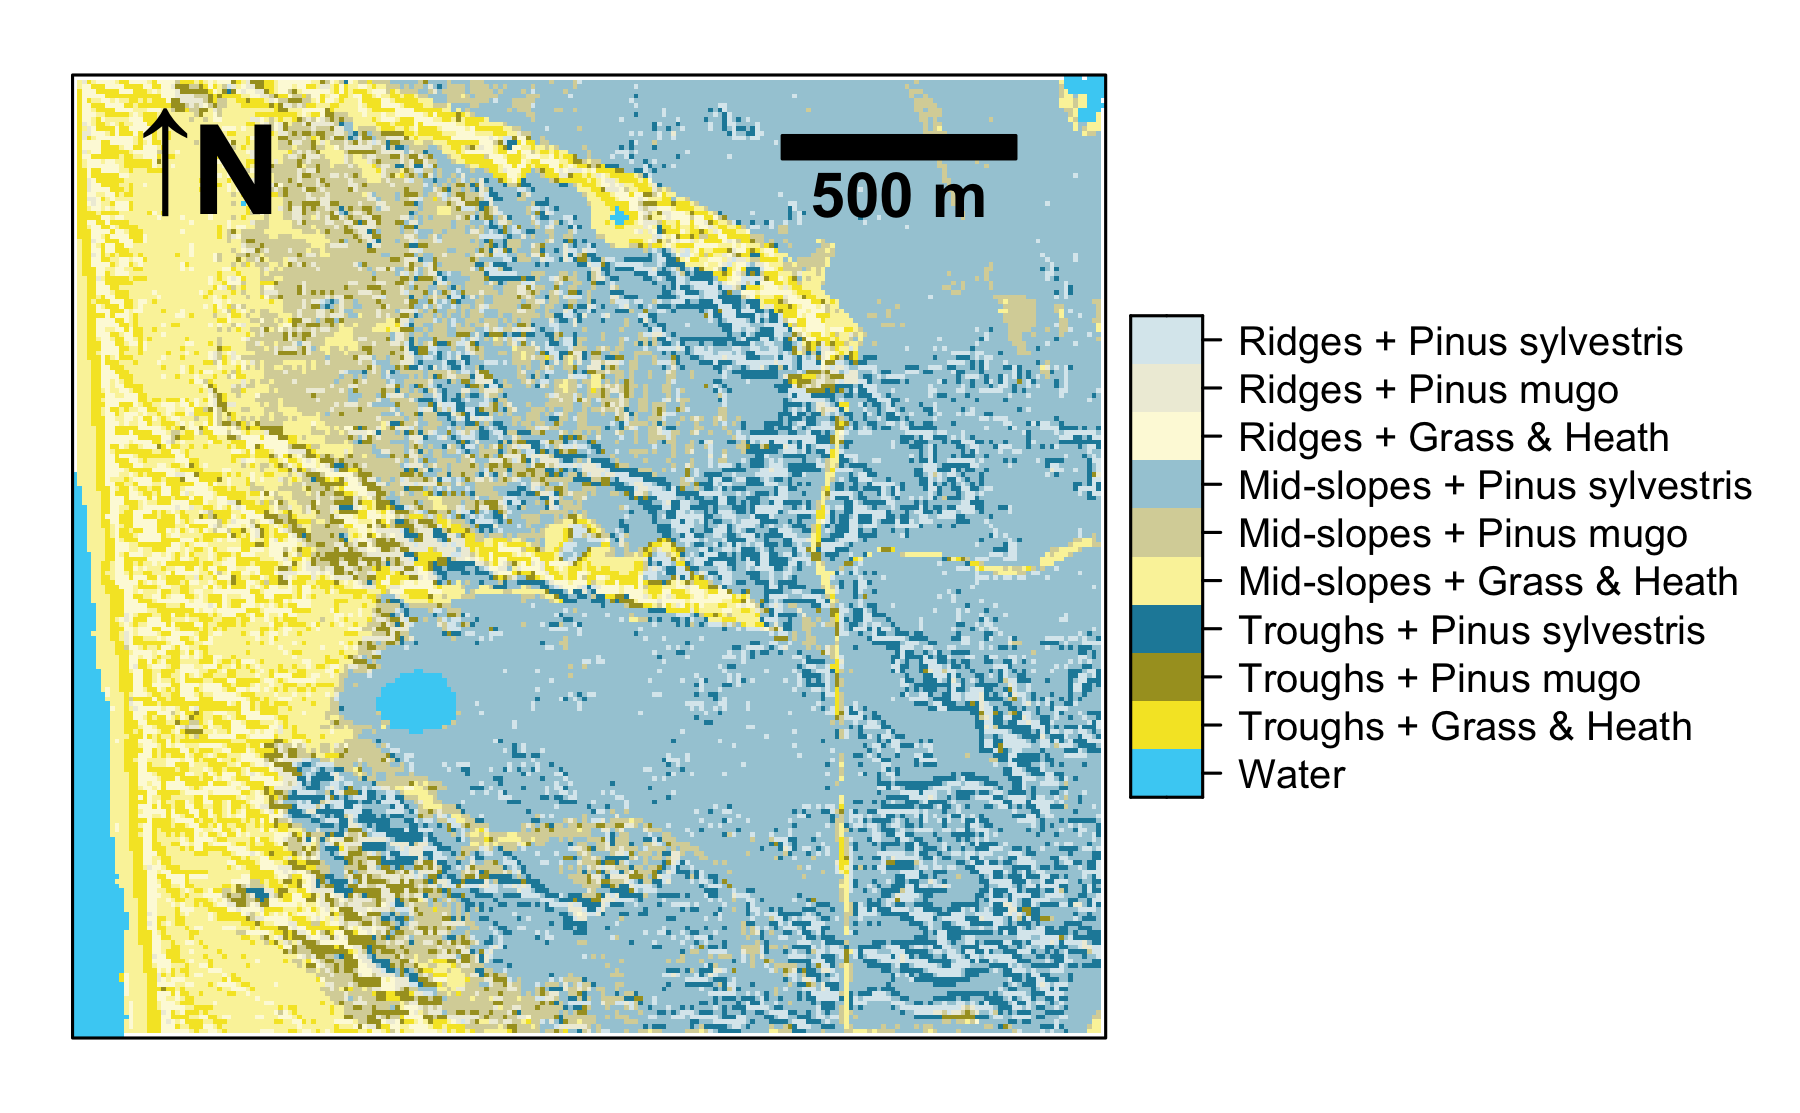 ↑N
500 m
Ridges + Pinus sylvestris
Ridges + Pinus mugo
Ridges + Grass & Heath
Mid-slopes + Pinus sylvestris
Mid-slopes + Pinus mugo
Mid-slopes + Grass & Heath
Troughs + Pinus sylvestris
Troughs + Pinus mugo
Troughs + Grass & Heath
Water